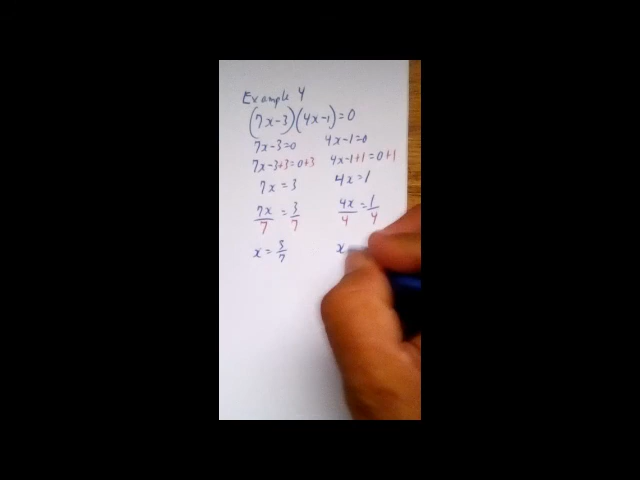 Example 4
(7x-3)(4x-1)=0
7x-3=0 4x-1=0
7x-3+3=0+3 4x-1+1=0+1
7x=3 4x=1
7x/7=3/7 4x/4=1/4
x=3/7 x